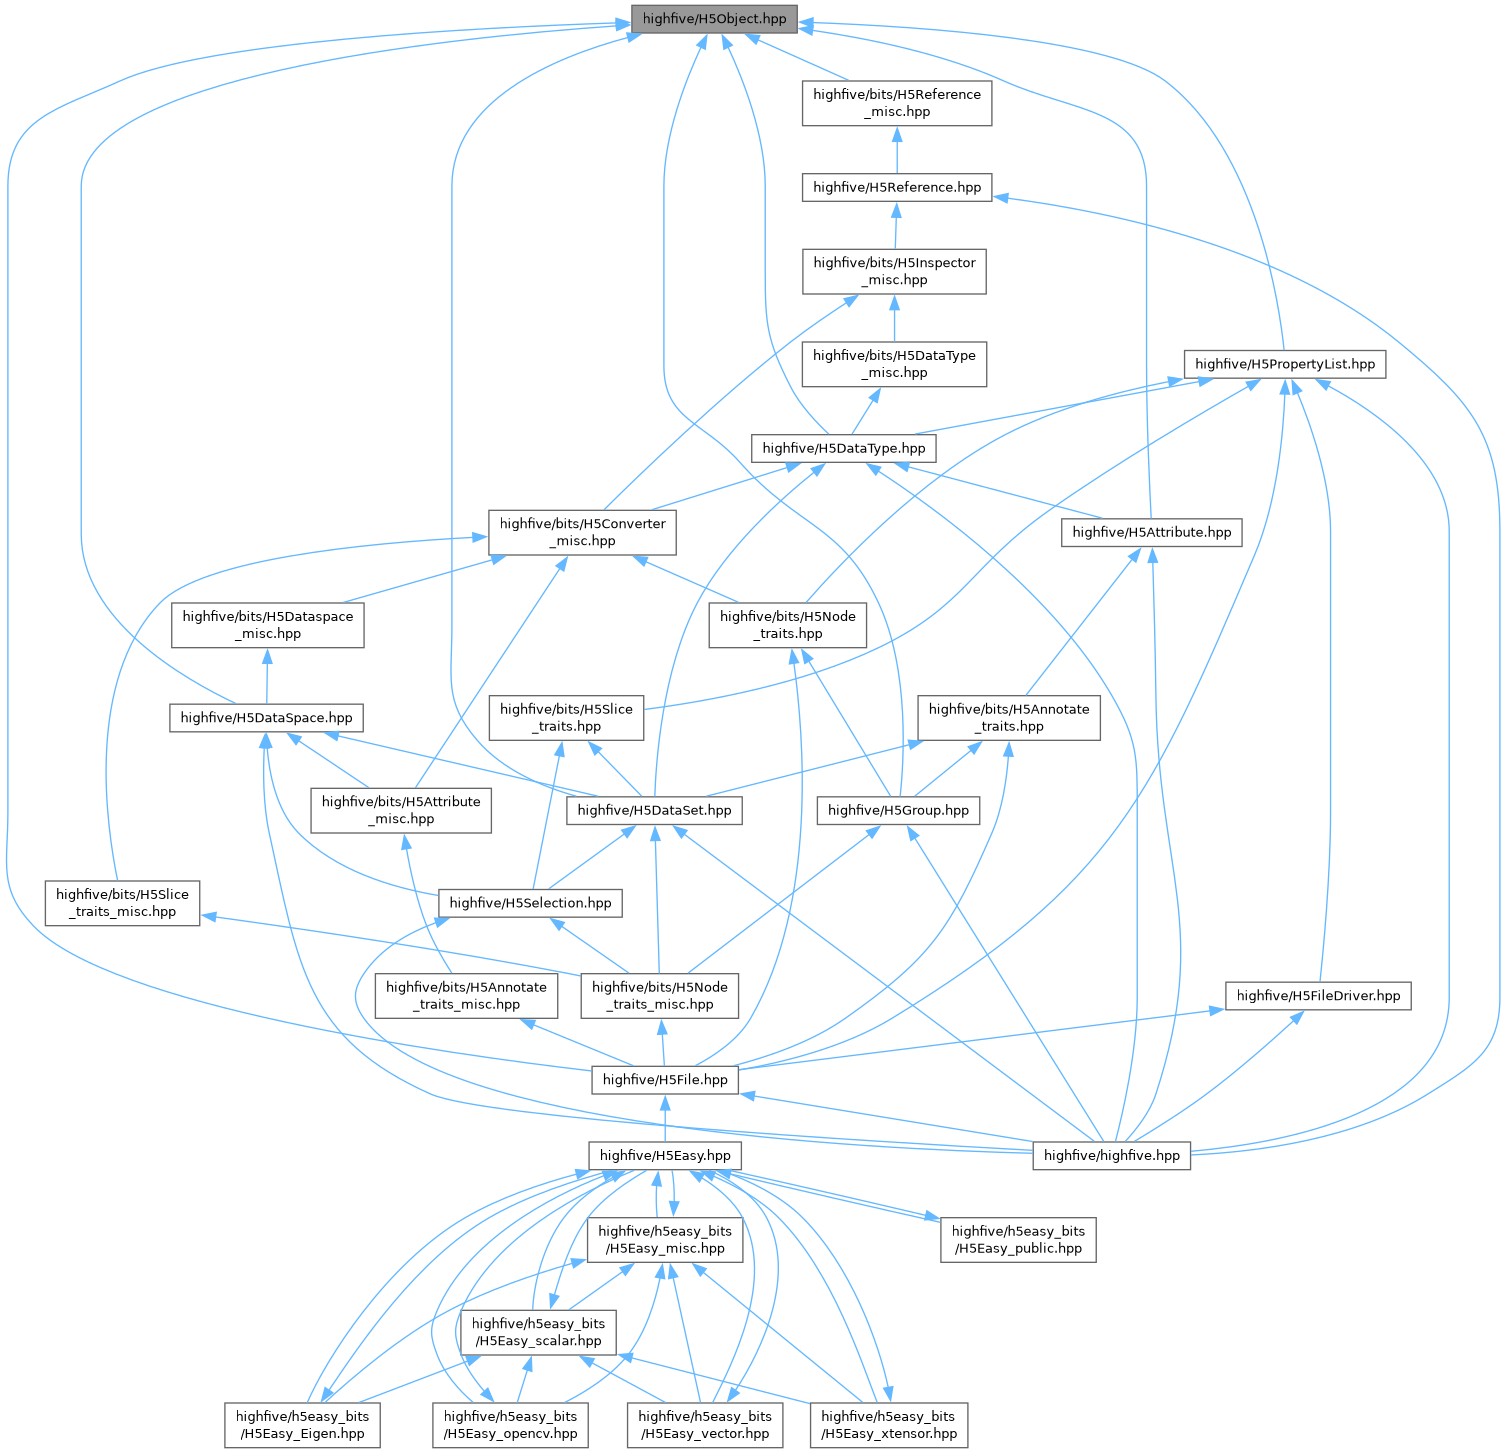 highfive/H5Object.hpp
highfive/bits/H5Reference
_misc.hpp
highfive/H5Reference.hpp
highfive/bits/H5Inspector
_misc.hpp
highfive/bits/H5DataType
_misc.hpp
highfive/H5PropertyList.hpp
highfive/H5DataType.hpp
highfive/bits/H5Converter
_misc.hpp
highfive/H5Attribute.hpp
highfive/bits/H5Dataspace
_misc.hpp
highfive/bits/H5Node
_traits.hpp
highfive/H5DataSpace.hpp
highfive/bits/H5Slice
_traits.hpp
highfive/bits/H5Annotate
_traits.hpp
highfive/bits/H5Attribute
_misc.hpp
highfive/H5DataSet.hpp
highfive/H5Group.hpp
highfive/bits/H5Slice
_traits_misc.hpp
highfive/H5Selection.hpp
highfive/bits/H5Annotate
_traits_misc.hpp
highfive/bits/H5Node
_traits_misc.hpp
highfive/H5FileDriver.hpp
highfive/H5File.hpp
highfive/H5Easy.hpp
highfive/highfive.hpp
highfive/h5easy_bits
/H5Easy_misc.hpp
highfive/h5easy_bits
/H5Easy_public.hpp
highfive/h5easy_bits
/H5Easy_scalar.hpp
highfive/h5easy_bits
/H5Easy_Eigen.hpp
highfive/h5easy_bits
/H5Easy_opencv.hpp
highfive/h5easy_bits
/H5Easy_vector.hpp
highfive/h5easy_bits
/H5Easy_xtensor.hpp